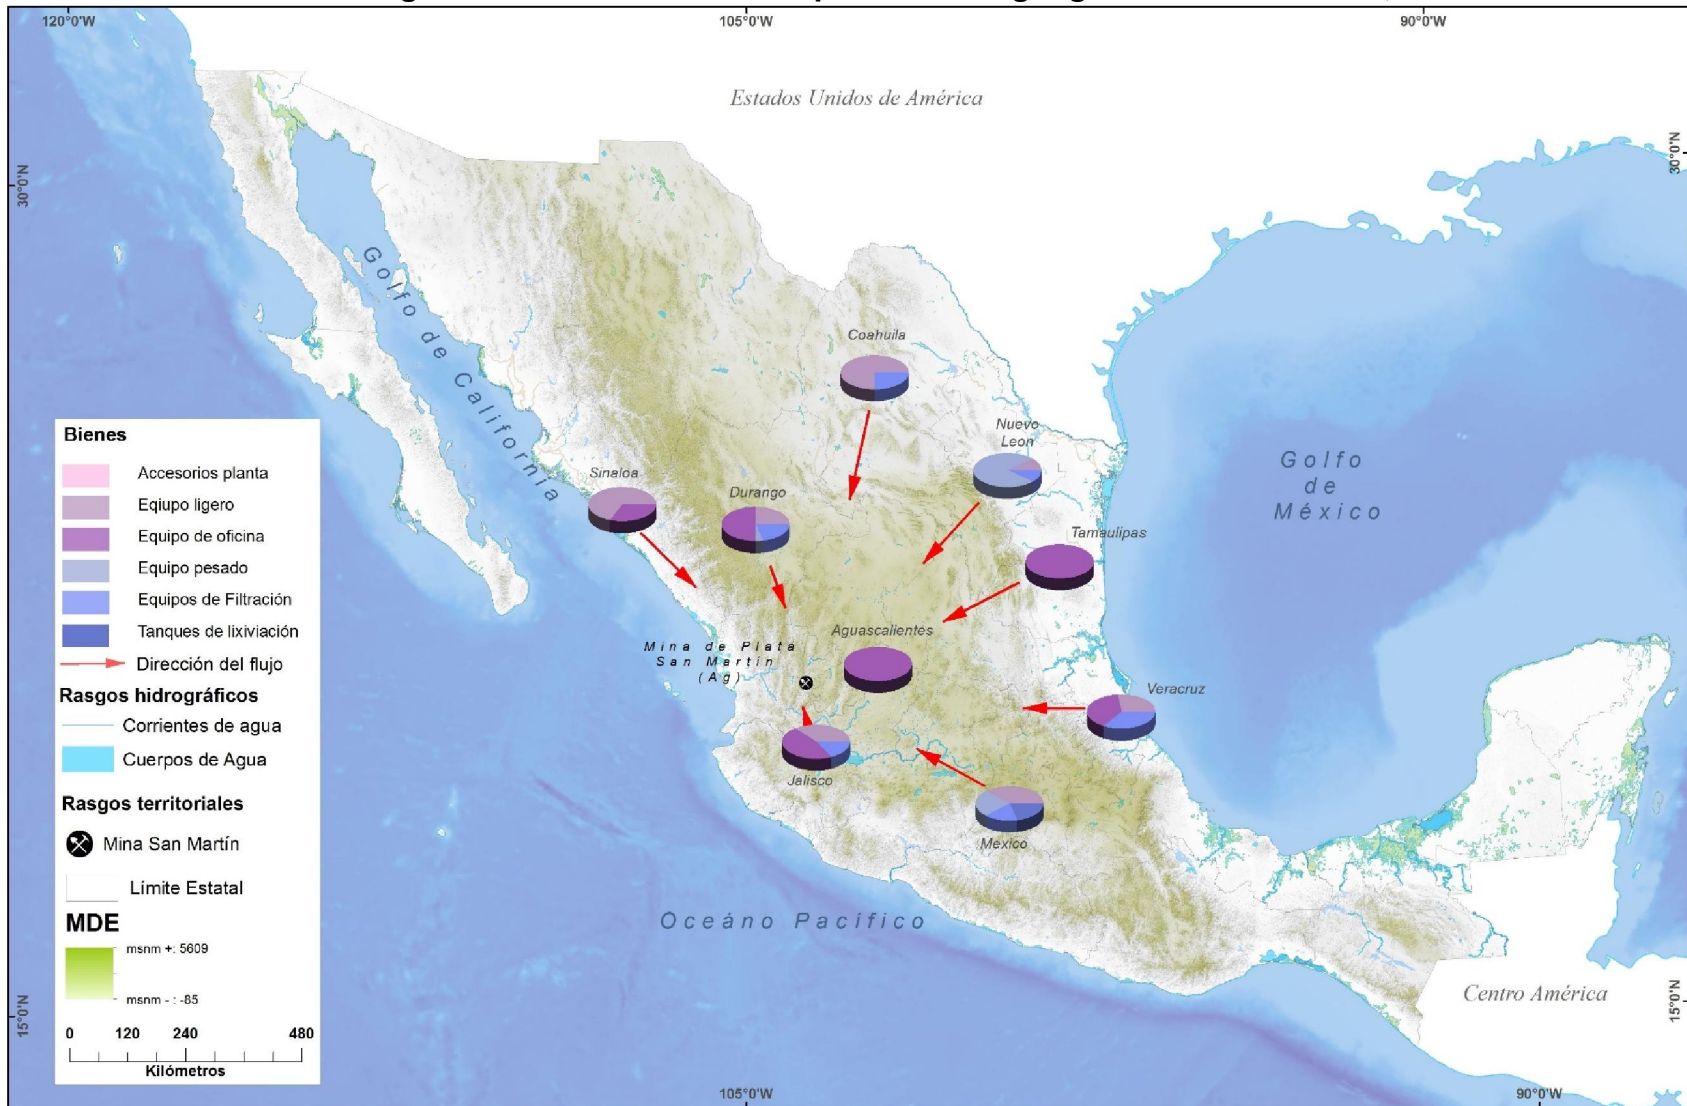 120°0'W
105°0'W
90°0'W
Estados Unidos de América
30°0'N
30°0'N
Golfo de California
Coahuila
Nuevo
Leon
Golfo
de
México
Sinaloa
Durango
Tamaulipas
Aguascalientes
Mina de Plata
San Martín
(Ag)
Veracruz
Jalisco
Mexico
Oceáno Pacífico
Centro América
Bienes
Accesorios planta
Eqiupo ligero
Equipo de oficina
Equipo pesado
Equipos de Filtración
Tanques de lixiviación
Dirección del flujo
Rasgos hidrográficos
Corrientes de agua
Cuerpos de Agua
Rasgos territoriales
Mina San Martín
Límite Estatal
MDE
msnm +: 5609
msnm - : -85
0 120 240 480
Kilómetros
15°0'N
15°0'N
105°0'W
90°0'W